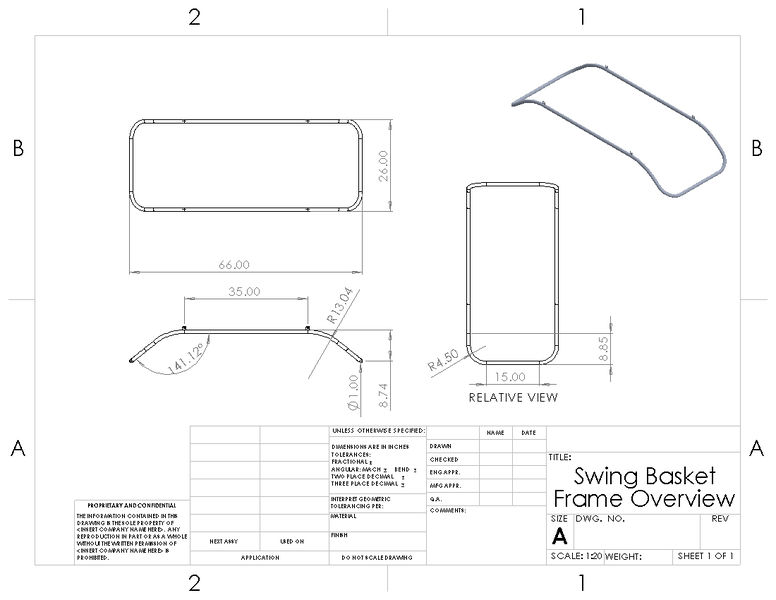 2
1
B
B
26.00
66.00
35.00
R13.04
141.12°
Ø1.00
8.74
R4.50
15.00
8.85
RELATIVE VIEW
A
A
UNLESS OTHERWISE SPECIFIED:
DIMENSIONS ARE IN INCHES
TOLERANCES:
FRACTIONAL ±
ANGULAR: MACH ± BEND ±
TWO PLACE DECIMAL ±
THREE PLACE DECIMAL ±
INTERPRET GEOMETRIC
TOLERANCING PER:
MATERIAL
FINISH
DO NOT SCALE DRAWING
NAME
DATE
DRAWN
CHECKED
ENG APPR.
MFG APPR.
Q.A.
COMMENTS:
PROPRIETARY AND CONFIDENTIAL
THE INFORMATION CONTAINED IN THIS
DRAWING IS THE SOLE PROPERTY OF
<INSERT COMPANY NAME HERE>. ANY
REPRODUCTION IN PART OR AS A WHOLE
WITHOUT THE WRITTEN PERMISSION OF
<INSERT COMPANY NAME HERE> IS
PROHIBITED.
NEXT ASSY
USED ON
APPLICATION
TITLE:
Swing Basket
Frame Overview
SIZE
DWG. NO.
REV
A
SCALE: 1:20
WEIGHT:
SHEET 1 OF 1
2
1